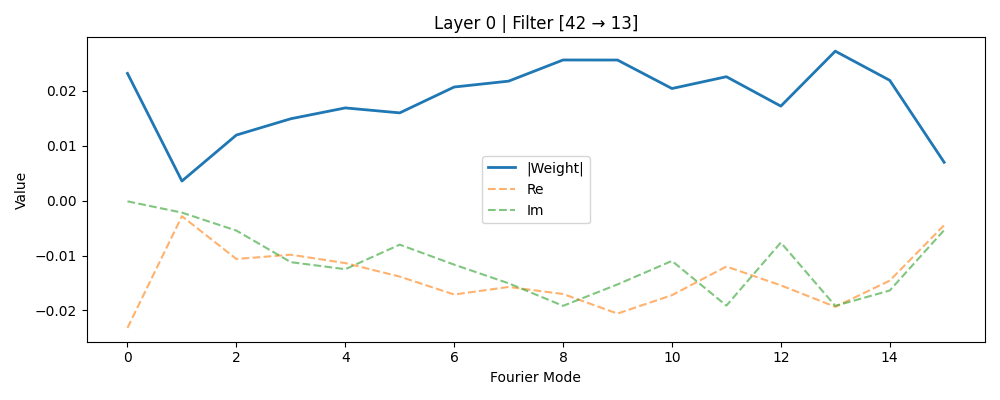 Layer 0 | Filter [42 → 13]
Value
0.02
0.01
0.00
−0.01
−0.02
|Weight|
Re
Im
0 2 4 6 8 10 12 14
Fourier Mode